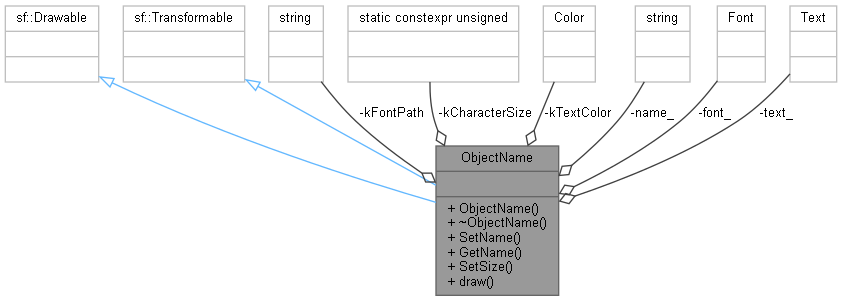 sf::Drawable
sf::Transformable
string
static constexpr unsigned
Color
string
Font
Text
-kFontPath
-kCharacterSize
-kTextColor
-name_
-font_
-text_
ObjectName
+ ObjectName()
+ ~ObjectName()
+ SetName()
+ GetName()
+ SetSize()
+ draw()